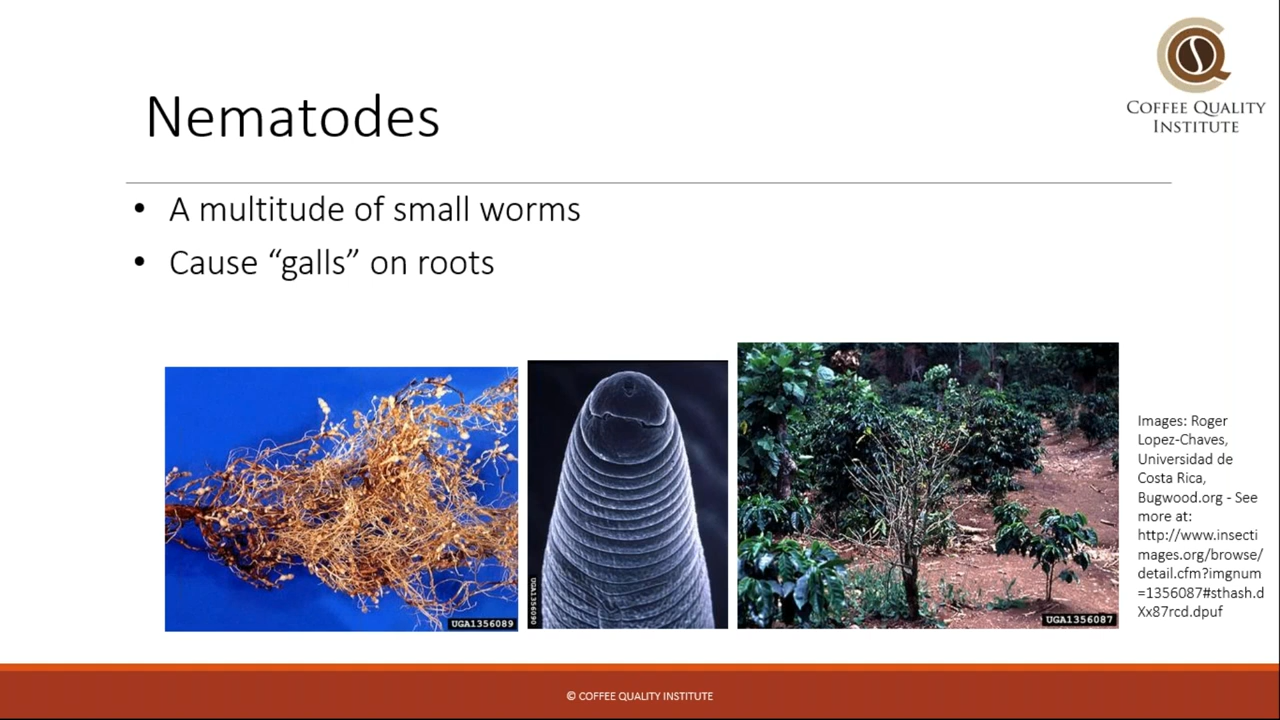 Nematodes
COFFEE QUALITY
INSTITUTE
• A multitude of small worms
• Cause “galls” on roots
UGA1356089
UGA1356090
UGA1356087
Images: Roger
Lopez-Chaves,
Universidad de
Costa Rica,
Bugwood.org - See
more at:
http://www.insecti
mages.org/browse/
detail.cfm?imgnum
=1356087#sthash.d
Xx87rcd.dpuf
© COFFEE QUALITY INSTITUTE